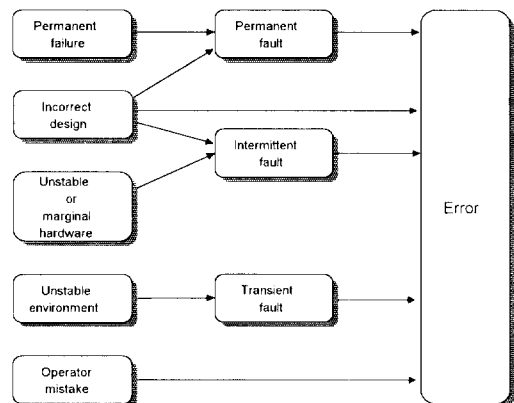 Permanent
failure
Permanent
fault
Incorrect
design
Intermittent
fault
Unstable
or
marginal
hardware
Error
Unstable
environment
Transient
fault
Operator
mistake